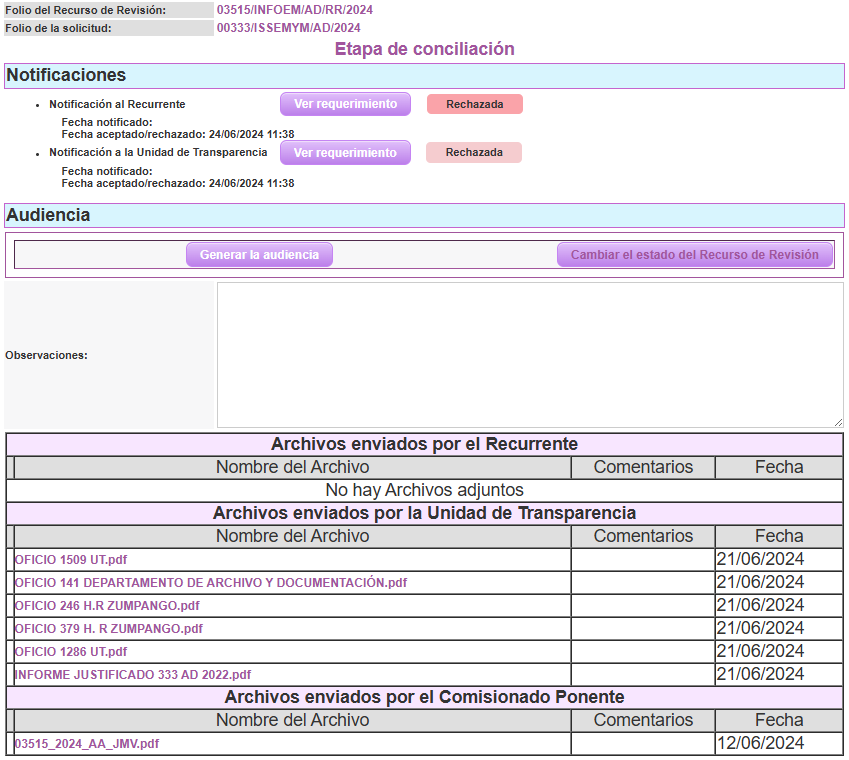 Folio del Recurso de Revisión: 03515/INFOEM/AD/RR/2024
Folio de la solicitud: 00333/ISSEMYM/AD/2024
Etapa de conciliación
Notificaciones
• Notificación al Recurrente Ver requerimiento Rechazada
Fecha notificado:
Fecha aceptado/rechazado: 24/06/2024 11:38
• Notificación a la Unidad de Transparencia Ver requerimiento Rechazada
Fecha notificado:
Fecha aceptado/rechazado: 24/06/2024 11:38
Audiencia
Generar la audiencia Cambiar el estado del Recurso de Revisión
Observaciones:
Archivos enviados por el Recurrente
Nombre del Archivo Comentarios Fecha
No hay Archivos adjuntos
Archivos enviados por la Unidad de Transparencia
Nombre del Archivo Comentarios Fecha
OFICIO 1509 UT.pdf 21/06/2024
OFICIO 141 DEPARTAMENTO DE ARCHIVO Y DOCUMENTACIÓN.pdf 21/06/2024
OFICIO 246 H.R ZUMPANGO.pdf 21/06/2024
OFICIO 379 H. R ZUMPANGO.pdf 21/06/2024
OFICIO 1286 UT.pdf 21/06/2024
INFORME JUSTIFICADO 333 AD 2022.pdf 21/06/2024
Archivos enviados por el Comisionado Ponente
Nombre del Archivo Comentarios Fecha
03515_2024_AA_JMV.pdf 12/06/2024